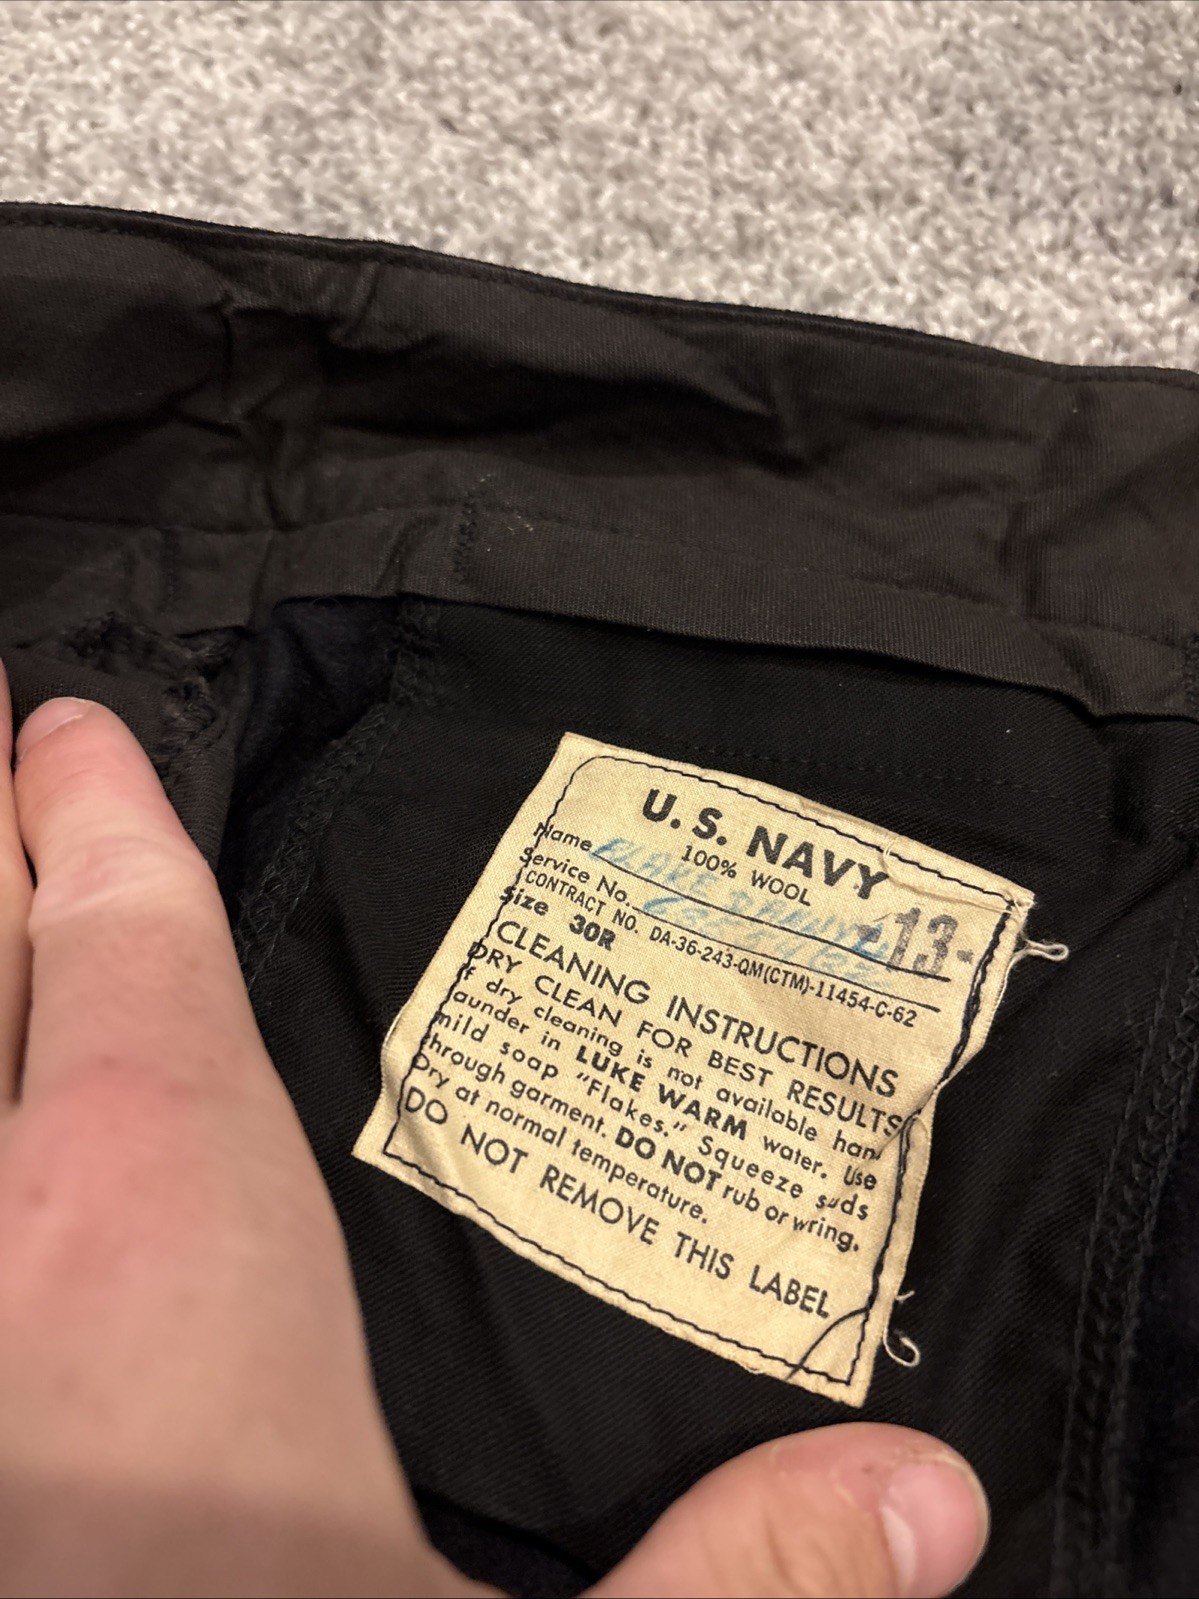 U. S. NAVY
100% WOOL
Name BLAKE DANNY
Service No.
-13-
CONTRACT NO. DA-36-243-QM(CTM)-11454-C-62
Size 30R
CLEANING INSTRUCTIONS
DRY CLEAN FOR BEST RESULTS
If dry cleaning is not available han
launder in LUKE WARM water. Use
mild soap "Flakes." Squeeze suds
through garment. DO NOT rub or wring.
Dry at normal temperature.
DO NOT REMOVE THIS LABEL